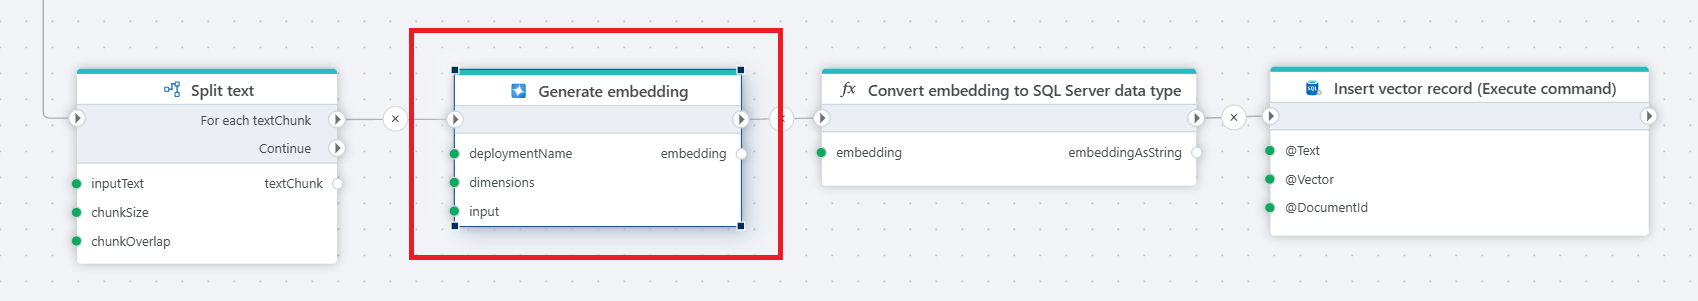 Split text
For each textChunk
Continue
inputText textChunk
chunkSize
chunkOverlap
Generate embedding
deploymentName embedding
dimensions
input
fx Convert embedding to SQL Server data type
embedding embeddingAsString
SQL Insert vector record (Execute command)
@Text
@Vector
@DocumentId